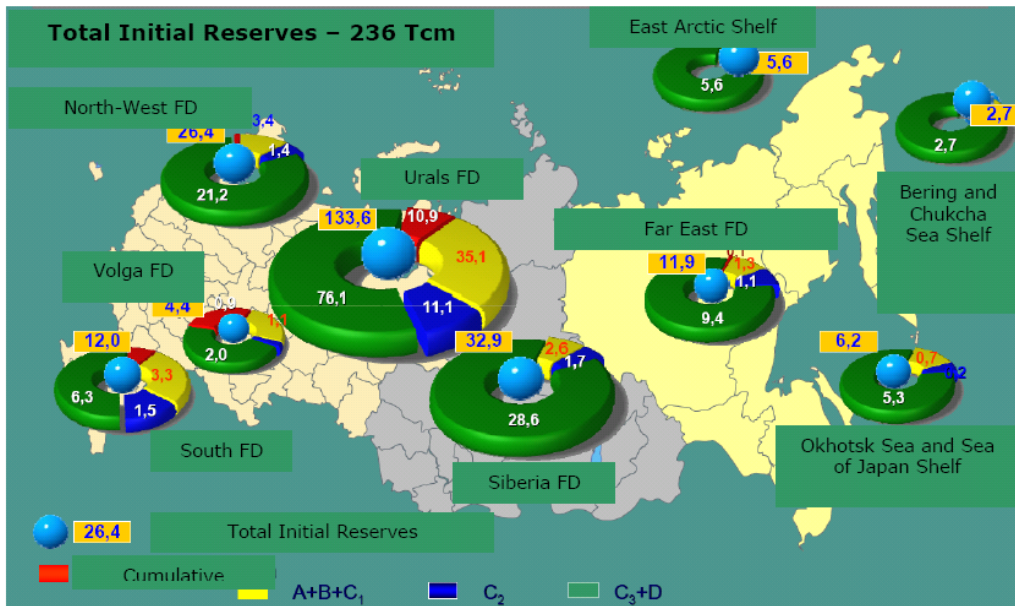 Total Initial Reserves – 236 Tcm
East Arctic Shelf
5,6
5,6
North-West FD
26,4
3,4
1,4
21,2
2,7
2,7
Bering and
Chukcha
Sea Shelf
Urals FD
133,6
10,9
35,1
76,1
11,1
Far East FD
11,9
1,3
1,1
9,4
Volga FD
4,4
0,9
1,1
2,0
12,0
3,3
6,3
1,5
South FD
32,9
2,6
1,7
28,6
Siberia FD
6,2
0,7
0,2
5,3
Okhotsk Sea and Sea
of Japan Shelf
26,4
Total Initial Reserves
Cumulative
A+B+C₁
C₂
C₃+D